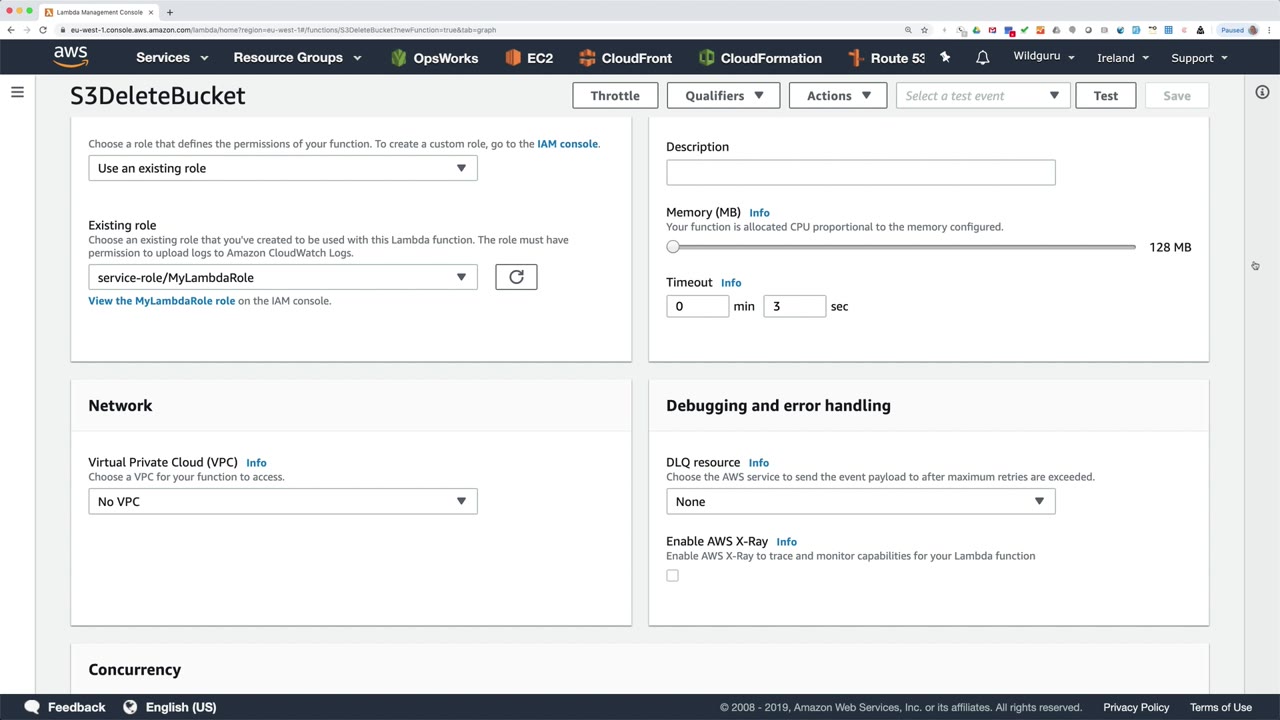 Lambda Management Console
eu-west-1.console.aws.amazon.com/lambda/home?region=eu-west-1#/functions/S3DeleteBucket?newFunction=true&tab=graph
Paused
aws
Services
Resource Groups
OpsWorks
EC2
CloudFront
CloudFormation
Route 53
Wildguru
Ireland
Support
S3DeleteBucket
Throttle
Qualifiers
Actions
Select a test event
Test
Save
Choose a role that defines the permissions of your function. To create a custom role, go to the IAM console.
Use an existing role
Existing role
Choose an existing role that you've created to be used with this Lambda function. The role must have
permission to upload logs to Amazon CloudWatch Logs.
service-role/MyLambdaRole
View the MyLambdaRole role on the IAM console.
Description
Memory (MB) Info
Your function is allocated CPU proportional to the memory configured.
128 MB
Timeout Info
0 min 3 sec
Network
Virtual Private Cloud (VPC) Info
Choose a VPC for your function to access.
No VPC
Debugging and error handling
DLQ resource Info
Choose the AWS service to send the event payload to after maximum retries are exceeded.
None
Enable AWS X-Ray Info
Enable AWS X-Ray to trace and monitor capabilities for your Lambda function
Concurrency
Feedback
English (US)
© 2008 - 2019, Amazon Web Services, Inc. or its affiliates. All rights reserved.
Privacy Policy
Terms of Use